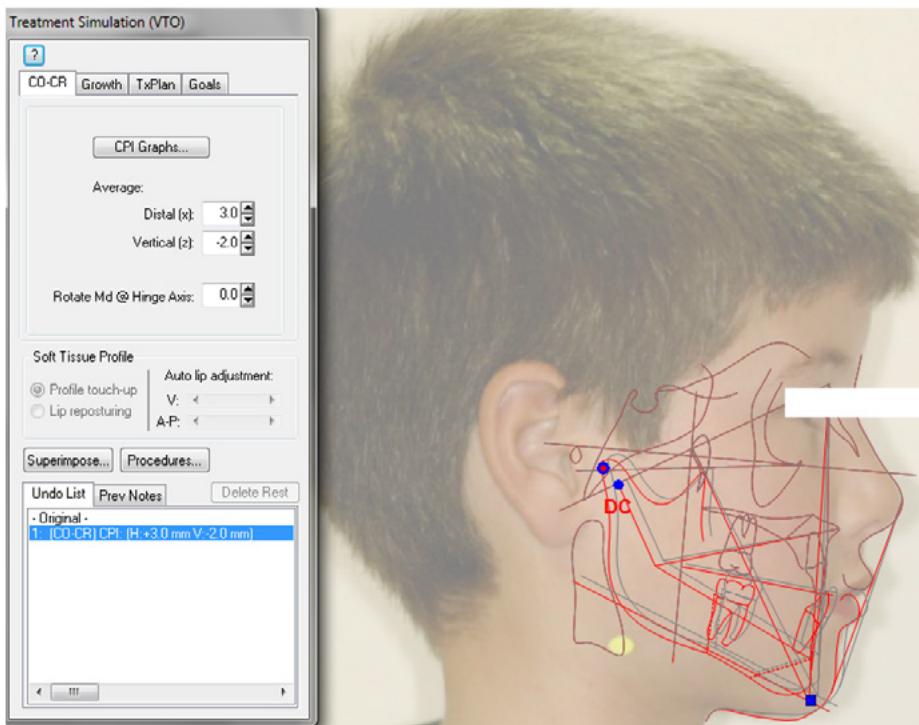 Treatment Simulation (VTO)
?
CO-CR Growth TxPlan Goals
CPI Graphs...
Average:
Distal (x): 3.0
Vertical (z): -2.0
Rotate Md @ Hinge Axis: 0.0
Soft Tissue Profile
Profile touch-up
Lip reposturing
Auto lip adjustment:
V:
A-P:
Superimpose... Procedures...
Undo List Prev Notes Delete Rest
- Original -
1: (CO-CR) CPI: (H:+3.0 mm V:-2.0 mm)
DC